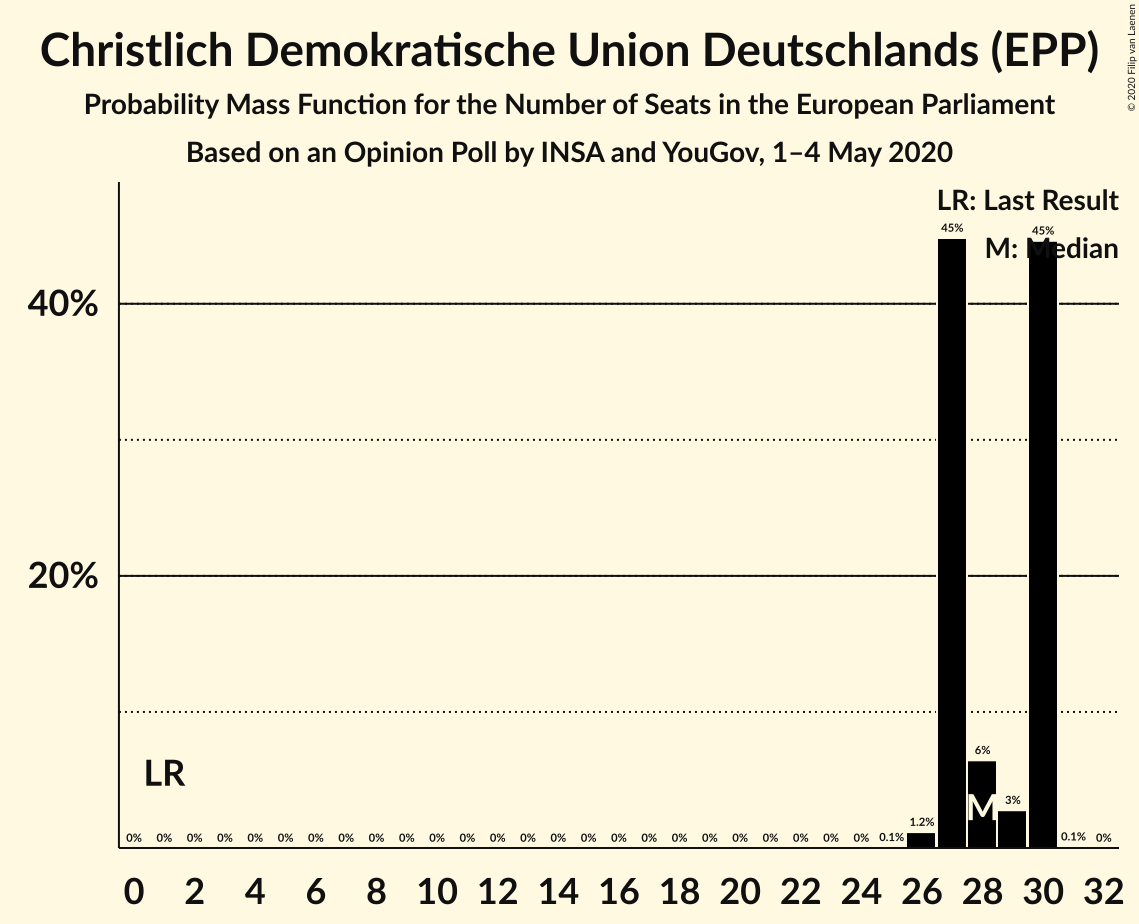 Christlich Demokratische Union Deutschlands (EPP)
Probability Mass Function for the Number of Seats in the European Parliament
Based on an Opinion Poll by INSA and YouGov, 1–4 May 2020
© 2020 Filip van Laenen
LR: Last Result
M: Median
45% 45%
40%
20%
6%
LR
M 3%
1.2%
0% 0% 0% 0% 0% 0% 0% 0% 0% 0% 0% 0% 0% 0% 0% 0% 0% 0% 0% 0% 0% 0% 0% 0% 0% 0.1% 0.1% 0%
0 2 4 6 8 10 12 14 16 18 20 22 24 26 28 30 32